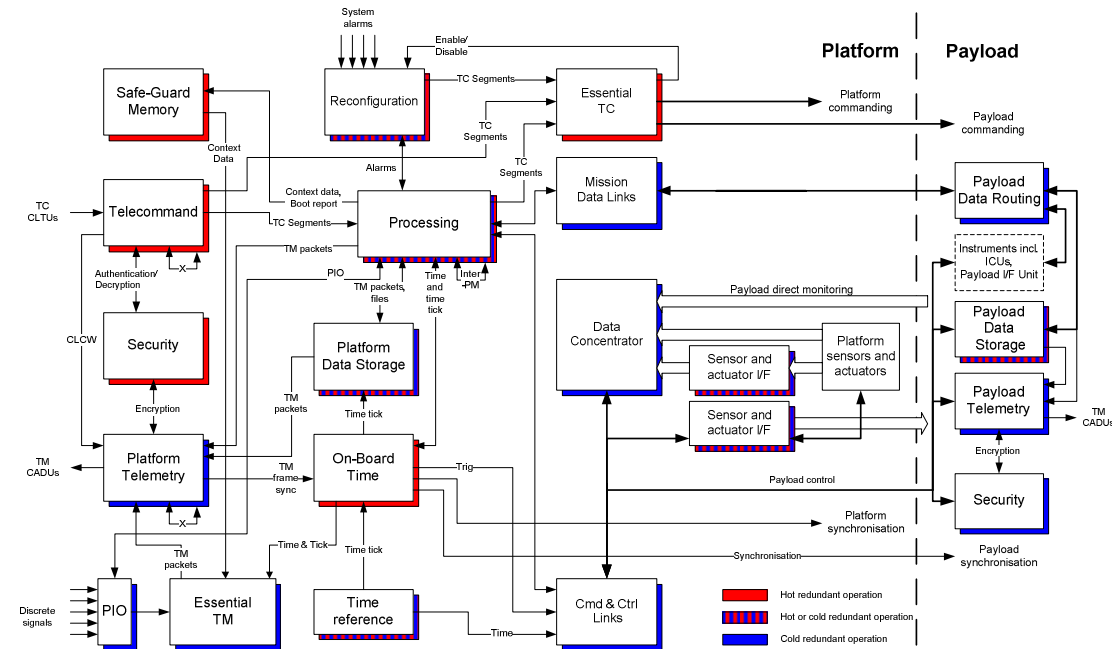 System
alarms
Enable/
Disable
Platform
Payload
Safe-Guard
Memory
Reconfiguration
TC Segments
Essential
TC
Platform
commanding
Payload
commanding
TC
Segments
Context
Data
Alarms
TC
Segments
Mission
Data Links
Payload
Data Routing
TC
CLTUs
Telecommand
Context data,
Boot report
TC Segments
Processing
TM packets
X
Instruments incl.
ICUs,
Payload I/F Unit
Authentication/
Decryption
PIO
TM packets,
files
Time
and
time
tick
Inter
PM
Payload direct monitoring
CLCW
Security
Platform
Data Storage
Data
Concentrator
Sensor and
actuator I/F
Platform
sensors and
actuators
Payload
Data
Storage
Encryption
TM
packets
Time tick
Sensor and
actuator I/F
Payload
Telemetry
TM
CADUs
TM
CADUs
Platform
Telemetry
TM
frame
sync
On-Board
Time
Trig
Encryption
Payload control
Security
X
Platform
synchronisation
TM
packets
Time & Tick
Time tick
Synchronisation
Payload
synchronisation
Discrete
signals
PIO
Essential
TM
Time
reference
Time
Cmd & Ctrl
Links
Hot redundant operation
Hot or cold redundant operation
Cold redundant operation